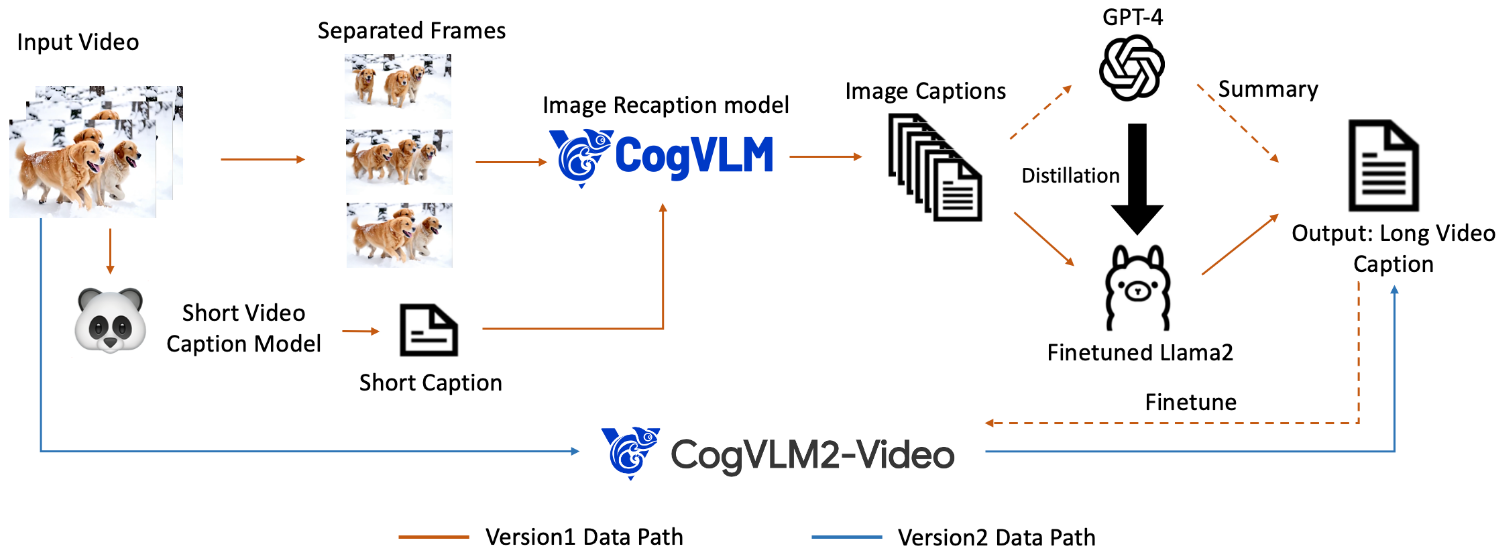 Input Video
Separated Frames
Image Recaption model
CogVLM
Image Captions
GPT-4
Summary
Distillation
Finetuned Llama2
Output: Long Video
Caption
Short Video
Caption Model
Short Caption
Finetune
CogVLM2-Video
Version1 Data Path
Version2 Data Path